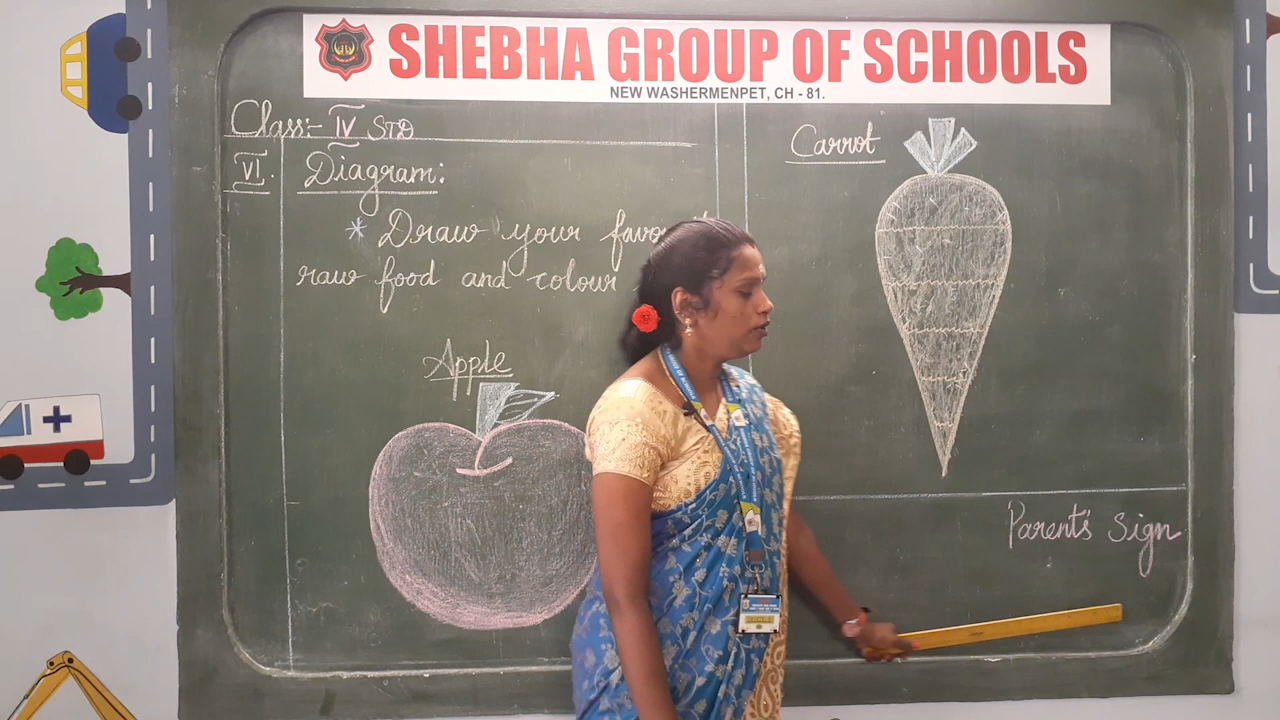 SHEBHA GROUP OF SCHOOLS
NEW WASHERMENPET, CH - 81.
Class:- IV STD
VI. Diagram:
* Draw your
raw food and colour
Apple
Carrot
Parent's Sign